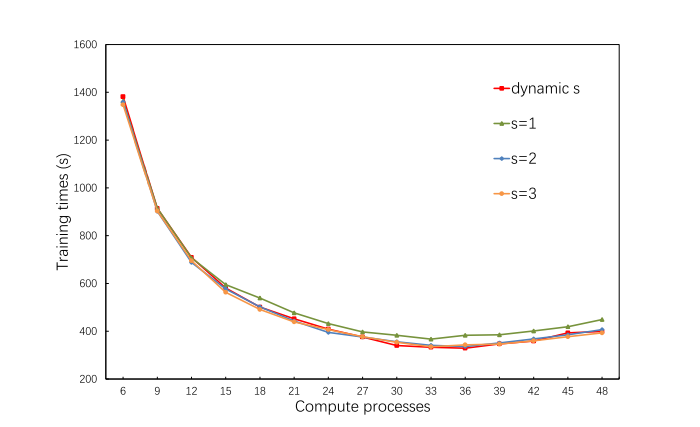 1600
1400
1200
1000
800
600
400
200
Training times (s)
dynamic s
s=1
s=2
s=3
6 9 12 15 18 21 24 27 30 33 36 39 42 45 48
Compute processes